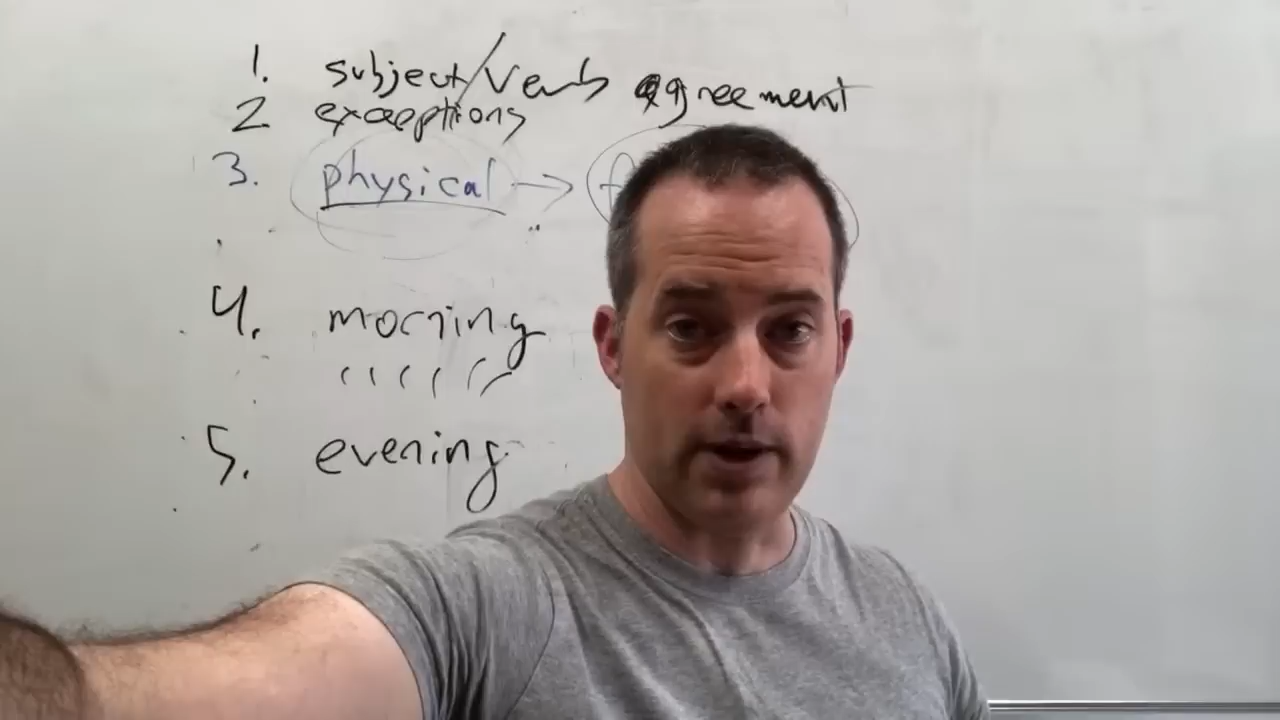 1. subject/verb agreement
2 exceptions
3. physical →
4. morning
5. evening